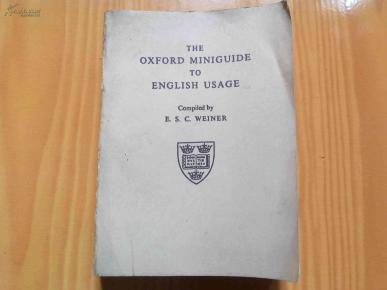 THE
OXFORD MINIGUIDE
TO
ENGLISH USAGE
Compiled by
E. S. C. WEINER